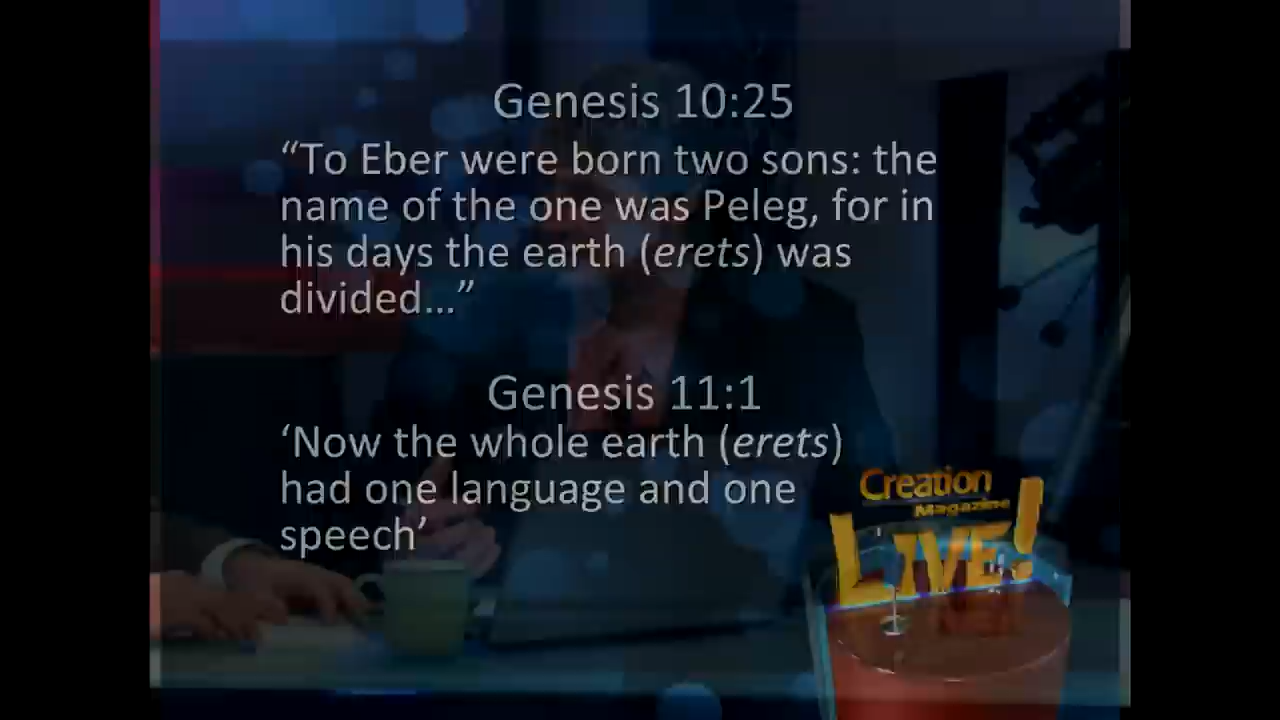 Genesis 10:25
“To Eber were born two sons: the
name of the one was Peleg, for in
his days the earth (erets) was
divided…”
Genesis 11:1
‘Now the whole earth (erets)
had one language and one
speech’
Creation
Magazine
LIVE!